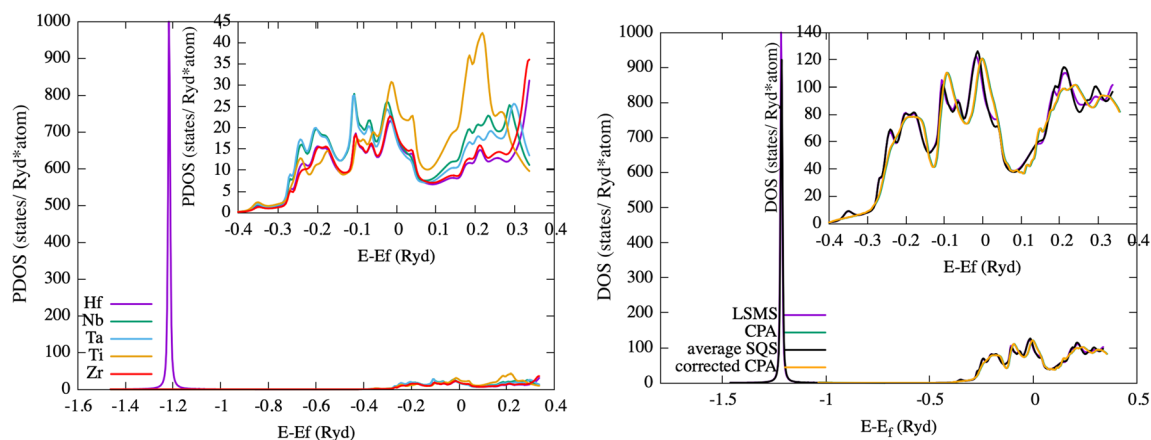 PDOS (states/ Ryd*atom)
1000
900
800
700
600
500
400
300
200
100
0
-1.6 -1.4 -1.2 -1 -0.8 -0.6 -0.4 -0.2 0 0.2 0.4
E-Ef (Ryd)
Hf
Nb
Ta
Ti
Zr
PDOS (states/ Ryd*atom)
45
40
35
30
25
20
15
10
5
0
-0.4 -0.3 -0.2 -0.1 0 0.1 0.2 0.3 0.4
E-Ef (Ryd)
DOS (states/ Ryd*atom)
1000
900
800
700
600
500
400
300
200
100
0
-1.5 -1 -0.5 0 0.5
E-Ef (Ryd)
LSMS
CPA
average SQS
corrected CPA
DOS (states/ Ryd*atom)
140
120
100
80
60
40
20
0
-0.4 -0.3 -0.2 -0.1 0 0.1 0.2 0.3 0.4
E-Ef (Ryd)